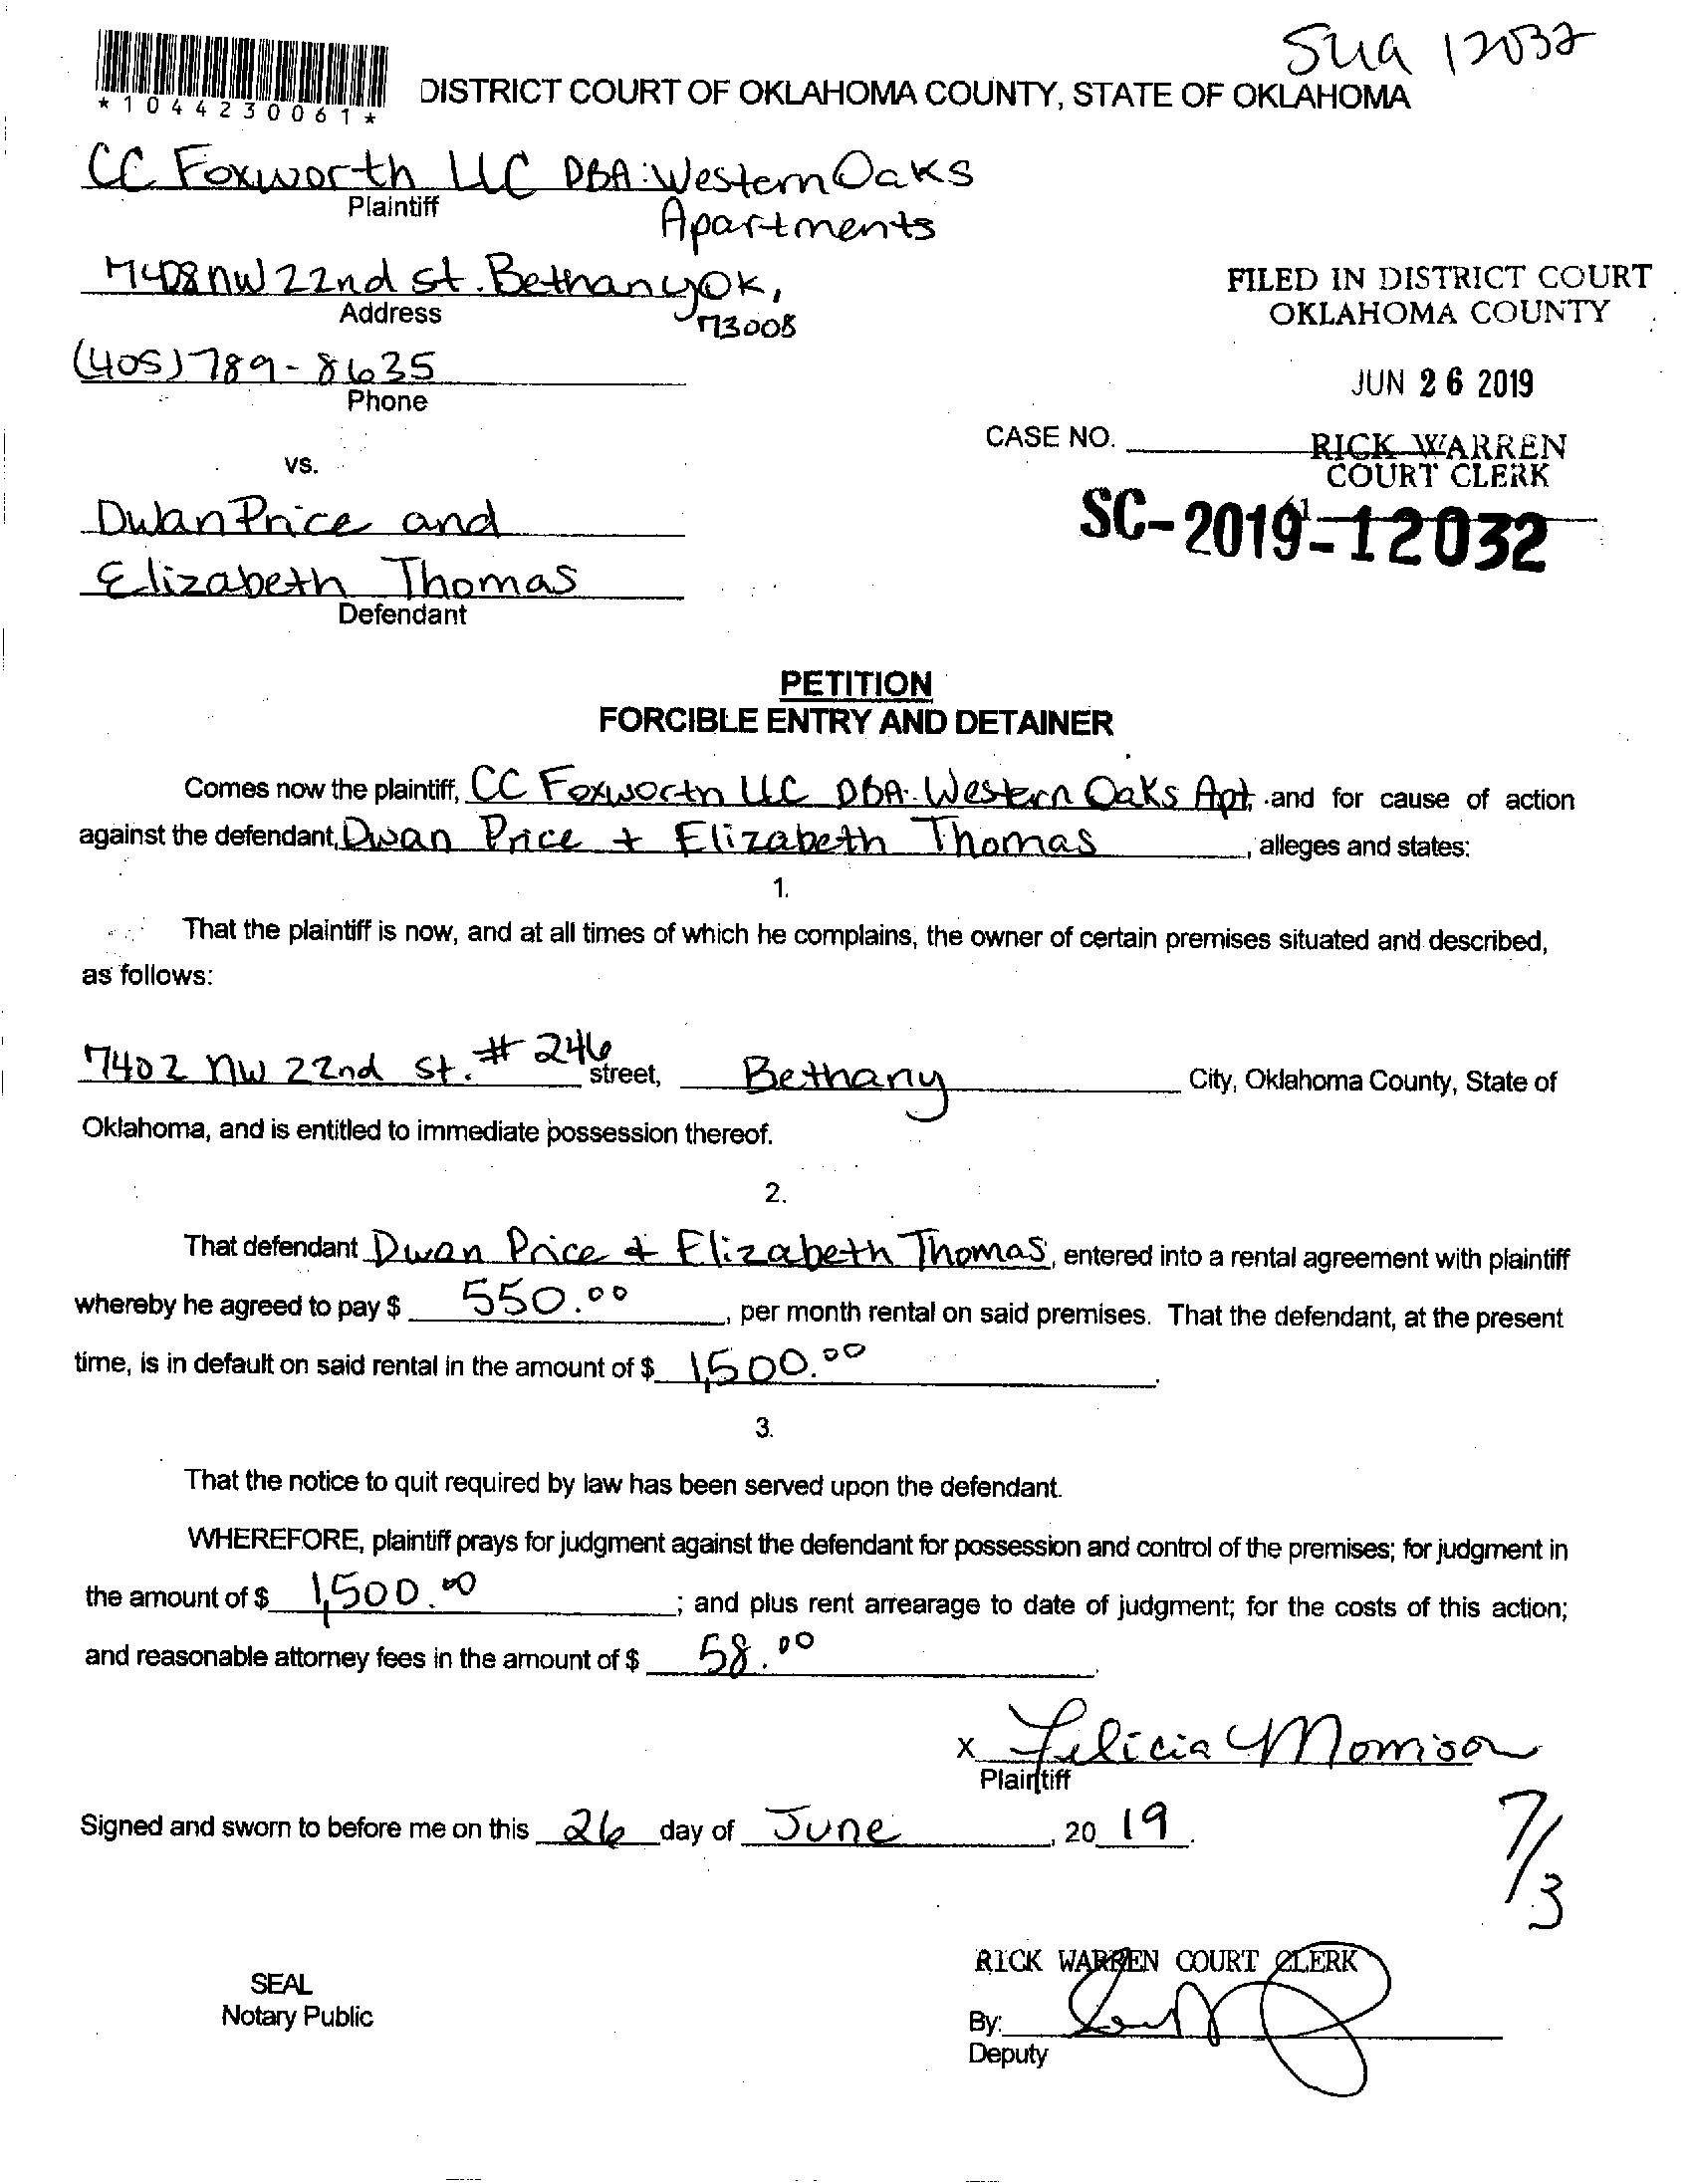 Sua 12032
*1044230061*
DISTRICT COURT OF OKLAHOMA COUNTY, STATE OF OKLAHOMA
CC Foxworth LLC DBA: Western Oaks
Plaintiff
Apartments
7408 NW 22nd St. Bethany OK,
Address
73008
FILED IN DISTRICT COURT
OKLAHOMA COUNTY
(405) 789-8635
Phone
JUN 26 2019
CASE NO.
RICK WARREN
COURT CLERK
vs.
SC-2019-12032
Dwan Price and
Elizabeth Thomas
Defendant
PETITION
FORCIBLE ENTRY AND DETAINER
Comes now the plaintiff, CC Foxworth LLC DBA: Western Oaks Apt, and for cause of action
against the defendant, Dwan Price + Elizabeth Thomas, alleges and states:
1.
That the plaintiff is now, and at all times of which he complains, the owner of certain premises situated and described,
as follows:
7402 NW 22nd St. # 246 street, Bethany City, Oklahoma County, State of
Oklahoma, and is entitled to immediate possession thereof.
2.
That defendant Dwan Price & Elizabeth Thomas, entered into a rental agreement with plaintiff
whereby he agreed to pay $ 550.00, per month rental on said premises. That the defendant, at the present
time, is in default on said rental in the amount of $ 1,500.00.
3.
That the notice to quit required by law has been served upon the defendant.
WHEREFORE, plaintiff prays for judgment against the defendant for possession and control of the premises; for judgment in
the amount of $ 1,500.00; and plus rent arrearage to date of judgment; for the costs of this action;
and reasonable attorney fees in the amount of $ 58.00.
x Felicia Morrison
Plaintiff
Signed and sworn to before me on this 26 day of June, 2019.
7/3
RICK WARREN COURT CLERK
SEAL
Notary Public
By:
Deputy